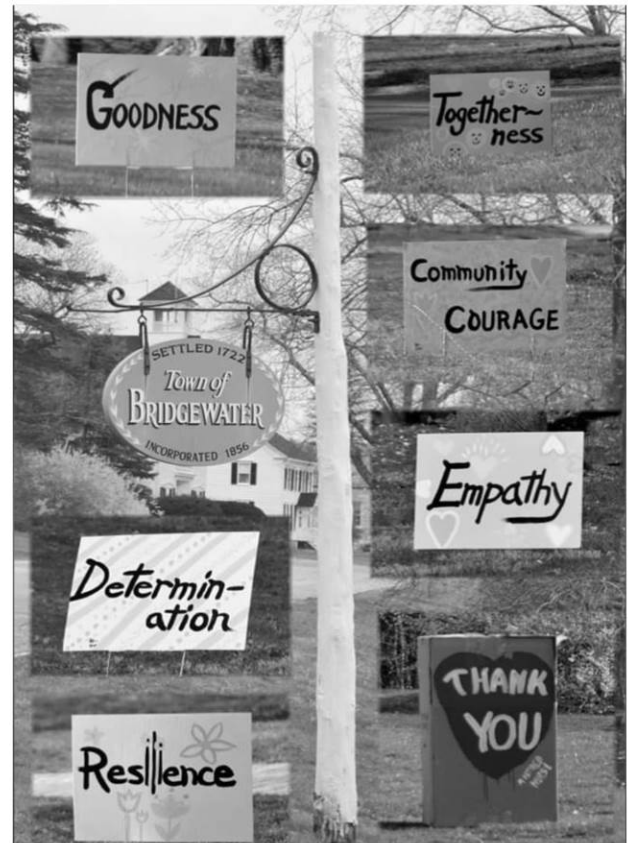 GOODNESS
Together-
ness
Community
COURAGE
SETTLED 1722
Town of
BRIDGEWATER
INCORPORATED 1856
Empathy
Determin-
ation
THANK
YOU
Resilience